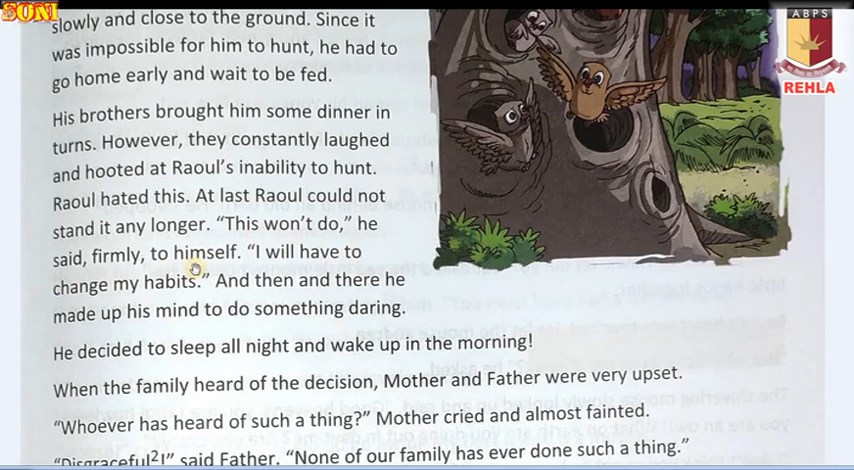 SONI
ABPS
REHLA
slowly and close to the ground. Since it
was impossible for him to hunt, he had to
go home early and wait to be fed.
His brothers brought him some dinner in
turns. However, they constantly laughed
and hooted at Raoul's inability to hunt.
Raoul hated this. At last Raoul could not
stand it any longer. "This won't do," he
said, firmly, to himself. "I will have to
change my habits." And then and there he
made up his mind to do something daring.
He decided to sleep all night and wake up in the morning!
When the family heard of the decision, Mother and Father were very upset.
"Whoever has heard of such a thing?" Mother cried and almost fainted.
"Disgraceful²!" said Father. "None of our family has ever done such a thing."